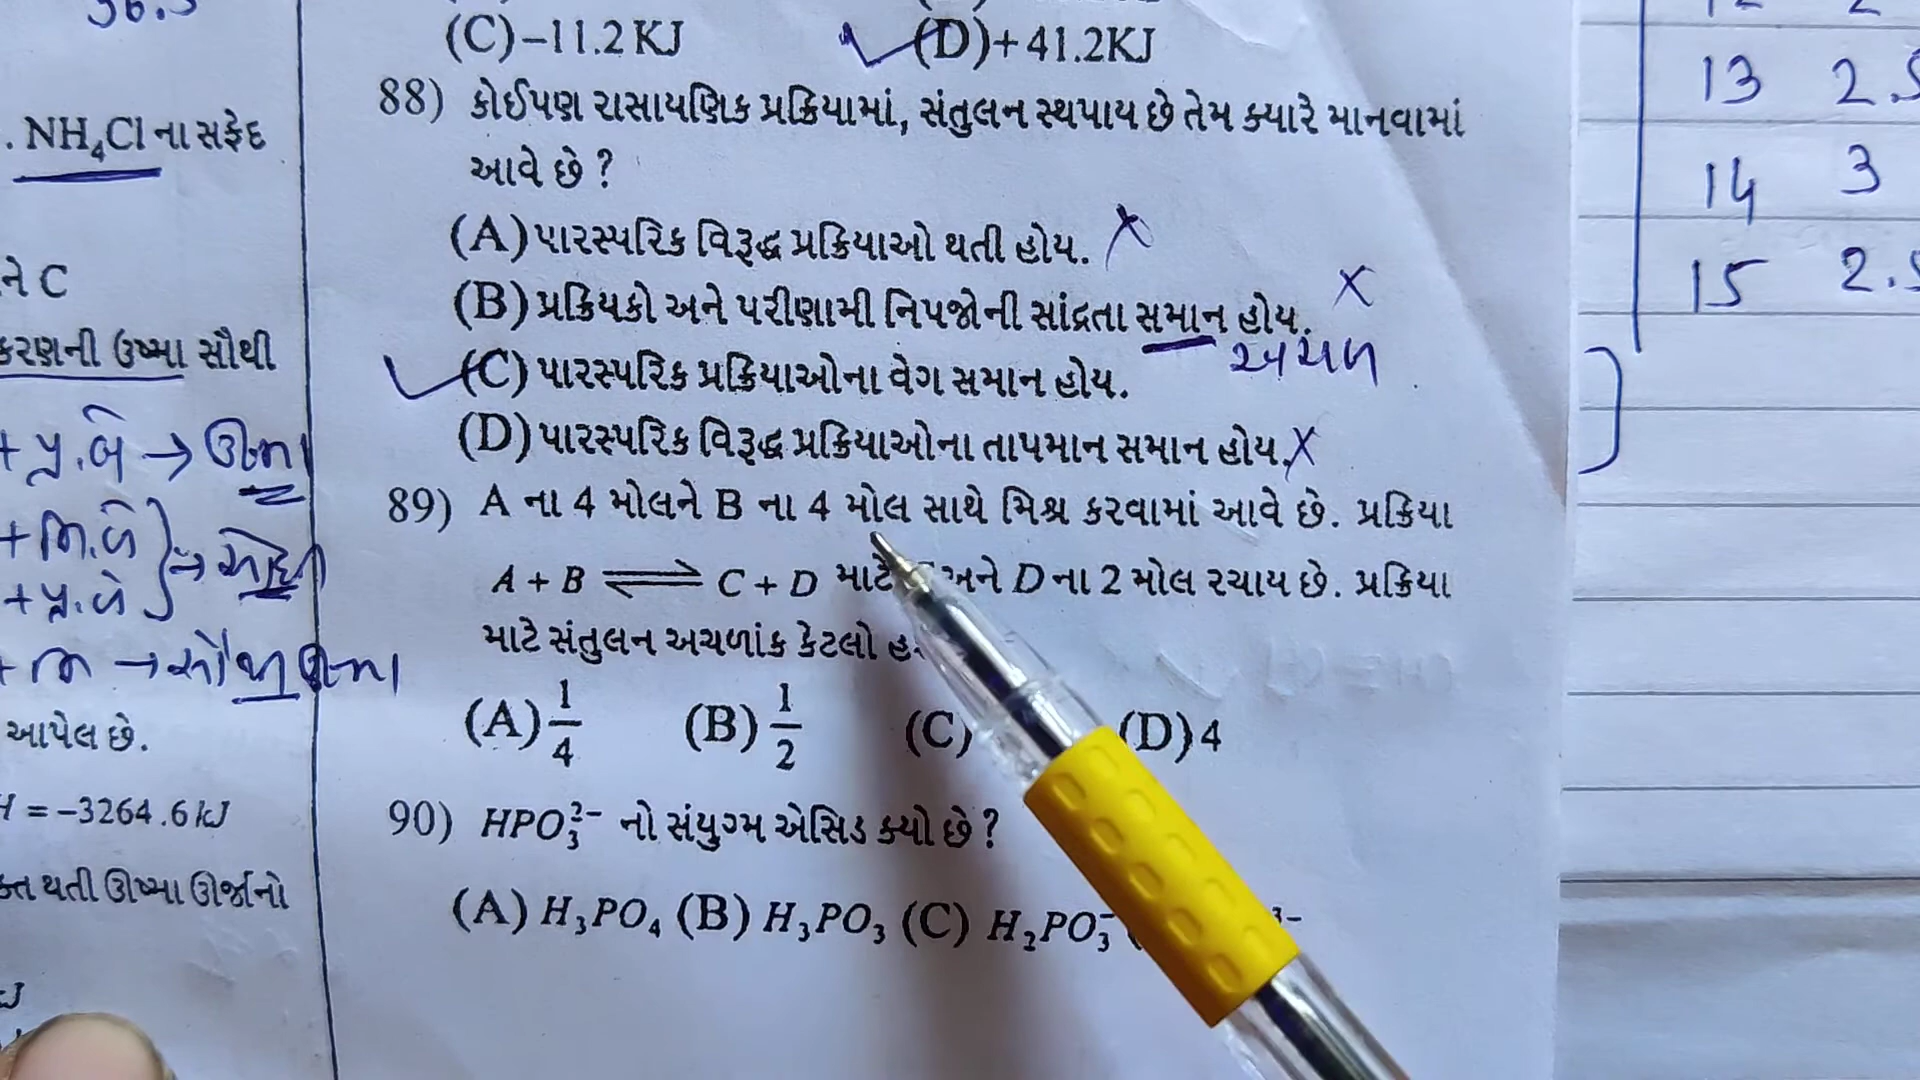 (C)–11.2 KJ (D)+41.2KJ
88) કોઈપણ રાસાયણિક પ્રક્રિયામાં, સંતુલન સ્થપાય છે તેમ ક્યારે માનવામાં
આવે છે ?
(A) પારસ્પરિક વિરૂદ્ધ પ્રક્રિયાઓ થતી હોય. X
(B) પ્રક્રિયકો અને પરીણામી નિપજોની સાંદ્રતા સમાન હોય. X
અચળ
(C) પારસ્પરિક પ્રક્રિયાઓના વેગ સમાન હોય.
(D) પારસ્પરિક વિરૂદ્ધ પ્રક્રિયાઓના તાપમાન સમાન હોય. X
89) A ના 4 મોલને B ના 4 મોલ સાથે મિશ્ર કરવામાં આવે છે. પ્રક્રિયા
A + B ⇌ C + D માટે અને D ના 2 મોલ રચાય છે. પ્રક્રિયા
માટે સંતુલન અચળાંક કેટલો
(A) 1/4 (B) 1/2 (C) (D) 4
90) HPO₃²⁻ નો સંયુગ્મ એસિડ ક્યો છે ?
(A) H₃PO₄ (B) H₃PO₃ (C) H₂PO₃⁻
. NH₄Cl ના સફેદ
ને C
કરણની ઉષ્મા સૌથી
આપેલ છે.
= –3264.6 kJ
ક્ત થતી ઊષ્મા ઊર્જાનો
13 2.5
14 3
15 2.5